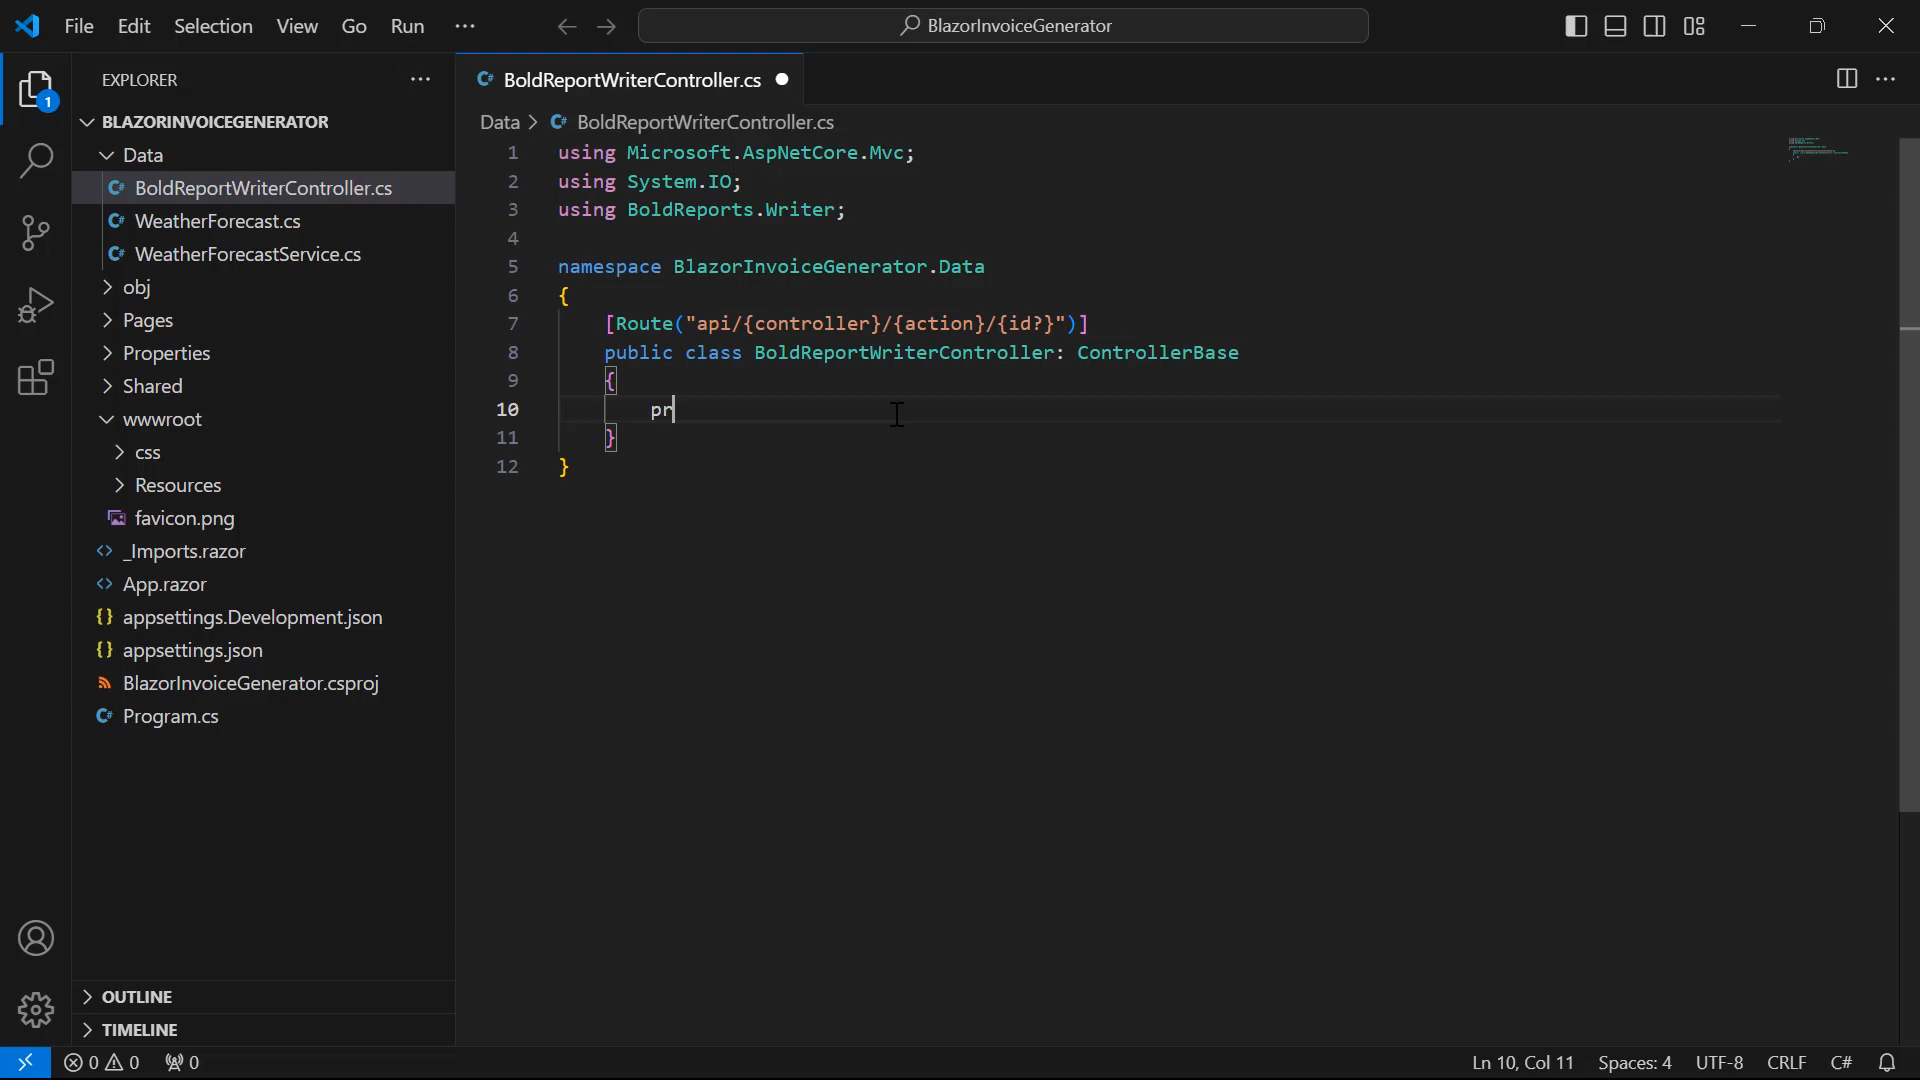 File Edit Selection View Go Run ··· BlazorInvoiceGenerator
EXPLORER
BLAZORINVOICEGENERATOR
Data
BoldReportWriterController.cs
WeatherForecast.cs
WeatherForecastService.cs
obj
Pages
Properties
Shared
wwwroot
css
Resources
favicon.png
_Imports.razor
App.razor
appsettings.Development.json
appsettings.json
BlazorInvoiceGenerator.csproj
Program.cs
OUTLINE
TIMELINE
1
BoldReportWriterController.cs
Data > BoldReportWriterController.cs
1 using Microsoft.AspNetCore.Mvc;
2 using System.IO;
3 using BoldReports.Writer;
4
5 namespace BlazorInvoiceGenerator.Data
6 {
7 [Route("api/{controller}/{action}/{id?}")]
8 public class BoldReportWriterController: ControllerBase
9 {
10 pr
11 }
12 }
0 0 0 Ln 10, Col 11 Spaces: 4 UTF-8 CRLF C#